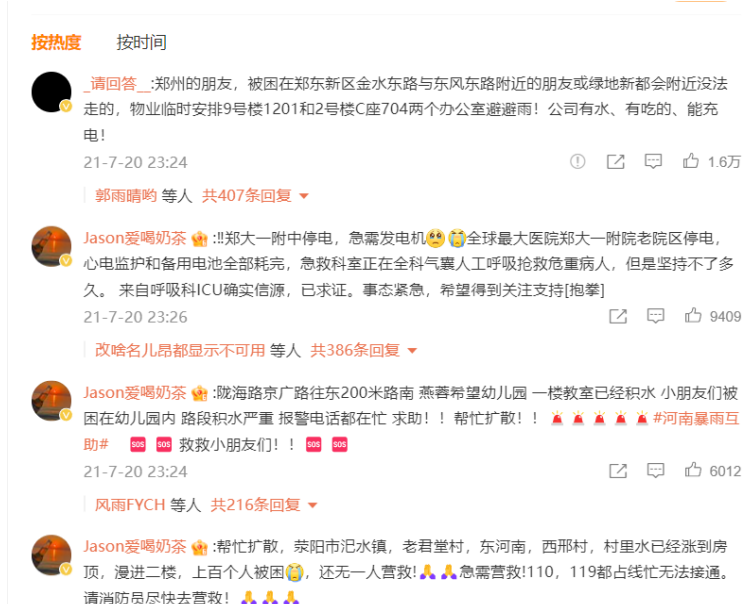 按热度 按时间
_请回答__:郑州的朋友，被困在郑东新区金水东路与东风东路附近的朋友或绿地新都会附近没法
走的，物业临时安排9号楼1201和2号楼C座704两个办公室避避雨！公司有水、有吃的、能充
电！
21-7-20 23:24 1.6万
郭雨晴哟 等人 共407条回复
Jason爱喝奶茶 :!!郑大一附中停电，急需发电机🥺😭全球最大医院郑大一附院老院区停电，
心电监护和备用电池全部耗完，急救科室正在全科气囊人工呼吸抢救危重病人，但是坚持不了多
久。 来自呼吸科ICU确实信源，已求证。事态紧急，希望得到关注支持[抱拳]
21-7-20 23:26 9409
改啥名儿昂都显示不可用 等人 共386条回复
Jason爱喝奶茶 :陇海路京广路往东200米路南 燕蓉希望幼儿园 一楼教室已经积水 小朋友们被
困在幼儿园内 路段积水严重 报警电话都在忙 求助！！帮忙扩散！！ 🚨🚨🚨🚨🚨#河南暴雨互
助# 🆘🆘 救救小朋友们！！🆘🆘
21-7-20 23:24 6012
风雨FYCH 等人 共216条回复
Jason爱喝奶茶 :帮忙扩散，荥阳市汜水镇，老君堂村，东河南，西邢村，村里水已经涨到房
顶，漫进二楼，上百个人被困😭，还无一人营救!🙏🙏急需营救!110，119都占线忙无法接通。
请消防员尽快去营救！🙏🙏🙏